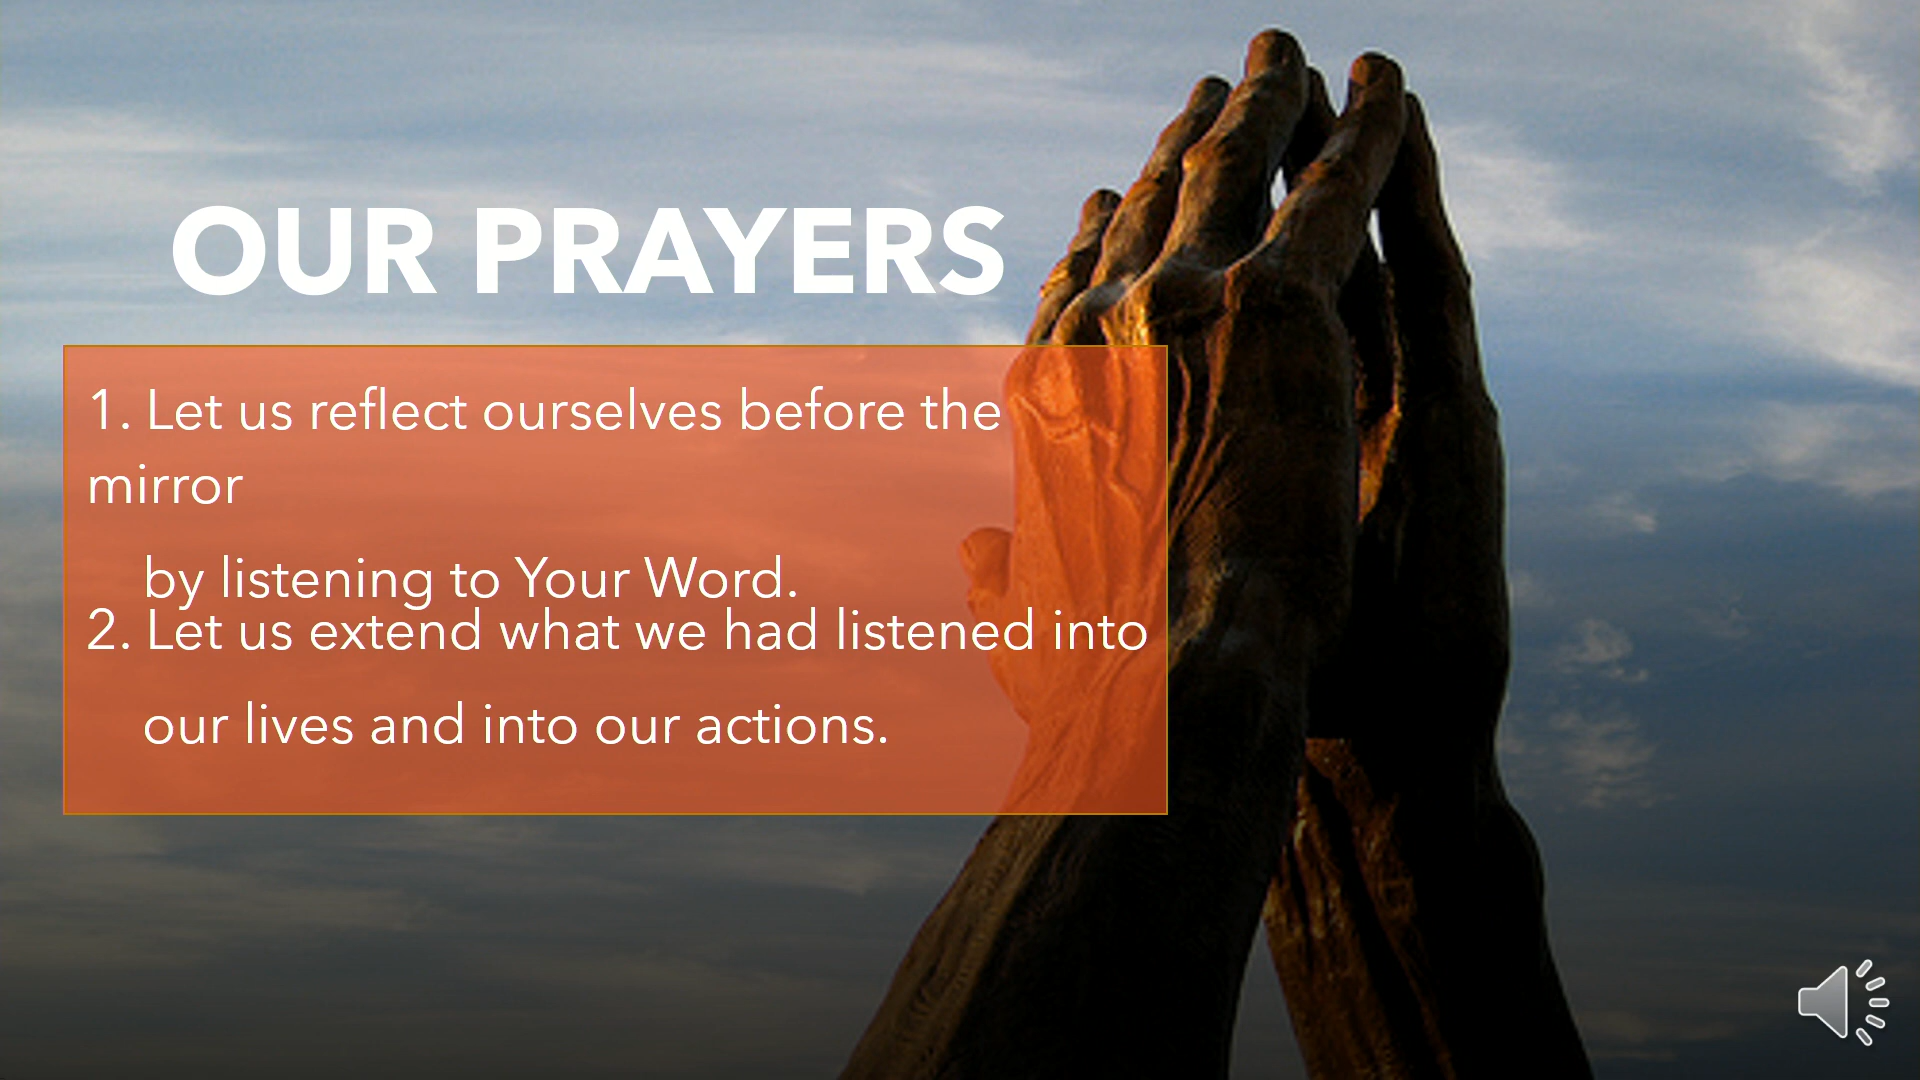 OUR PRAYERS
1. Let us reflect ourselves before the
mirror
by listening to Your Word.
2. Let us extend what we had listened into
our lives and into our actions.